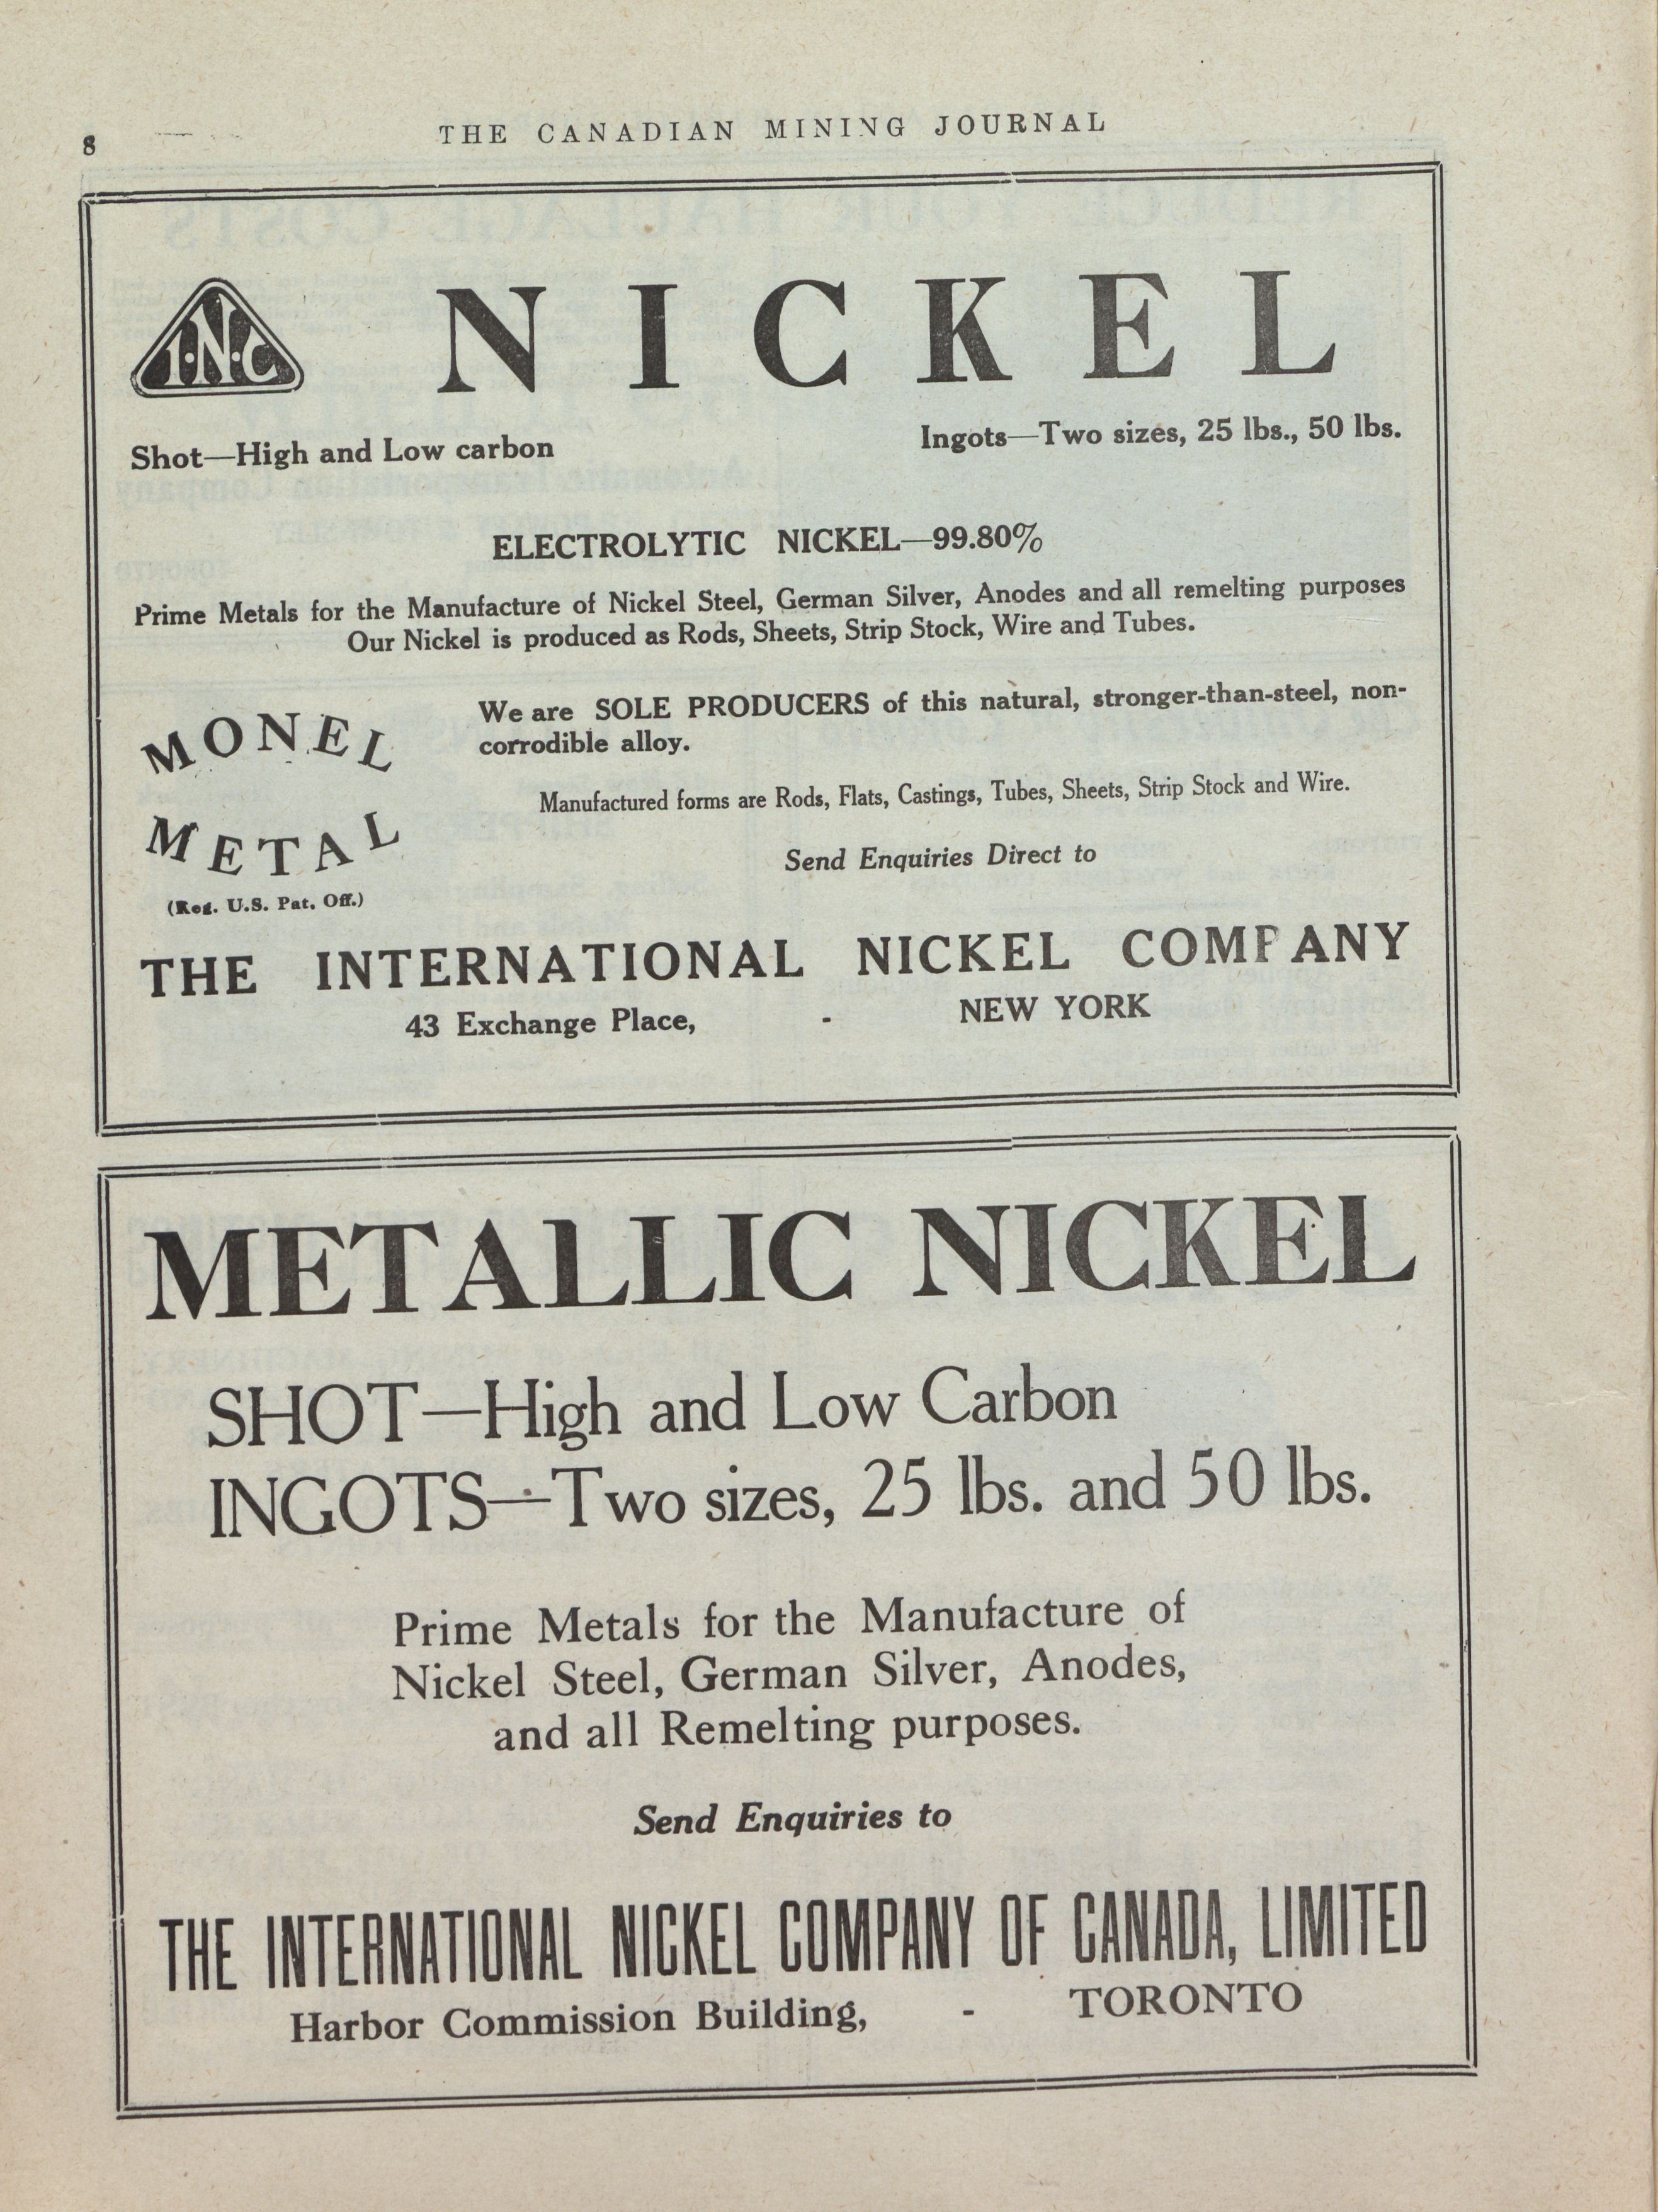 8
THE CANADIAN MINING JOURNAL
I·N·C
NICKEL
Shot—High and Low carbon
Ingots—Two sizes, 25 lbs., 50 lbs.
ELECTROLYTIC NICKEL—99.80%
Prime Metals for the Manufacture of Nickel Steel, German Silver, Anodes and all remelting purposes
Our Nickel is produced as Rods, Sheets, Strip Stock, Wire and Tubes.
MONEL
METAL
(Reg. U.S. Pat. Off.)
We are SOLE PRODUCERS of this natural, stronger-than-steel, non-
corrodible alloy.
Manufactured forms are Rods, Flats, Castings, Tubes, Sheets, Strip Stock and Wire.
Send Enquiries Direct to
THE INTERNATIONAL NICKEL COMPANY
43 Exchange Place, - NEW YORK
METALLIC NICKEL
SHOT—High and Low Carbon
INGOTS—Two sizes, 25 lbs. and 50 lbs.
Prime Metals for the Manufacture of
Nickel Steel, German Silver, Anodes,
and all Remelting purposes.
Send Enquiries to
THE INTERNATIONAL NICKEL COMPANY OF CANADA, LIMITED
Harbor Commission Building, - TORONTO